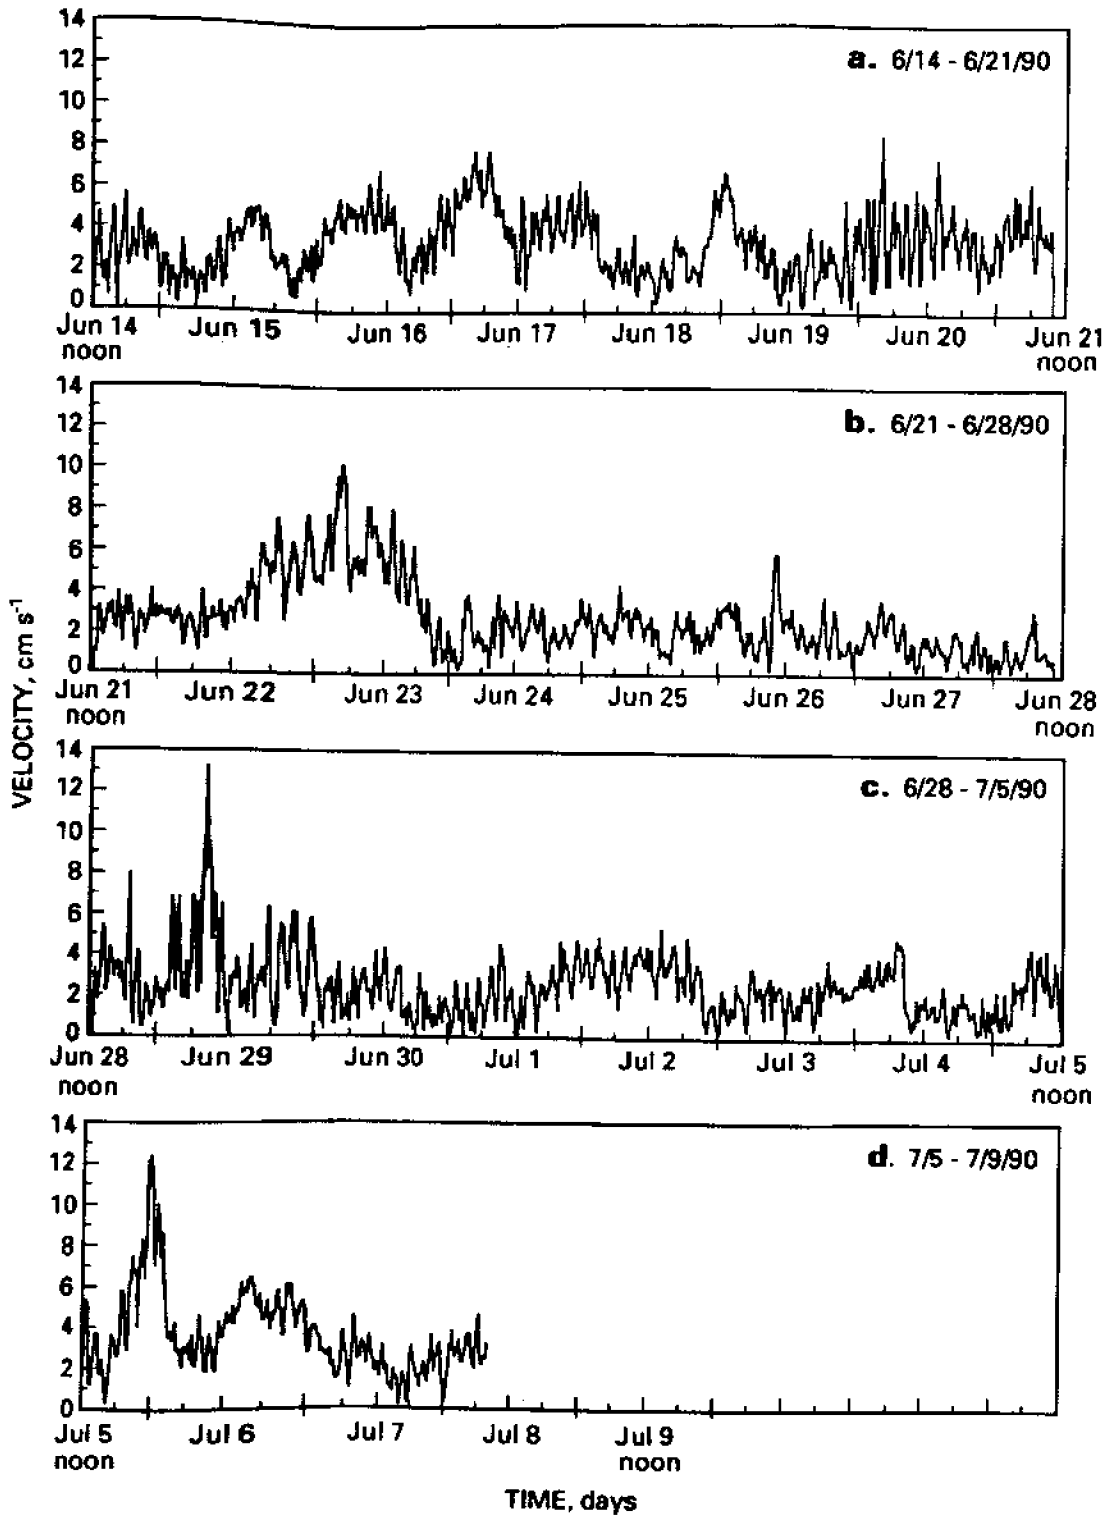 14
12
10
8
6
4
2
0
a. 6/14 - 6/21/90
Jun 14 Jun 15 Jun 16 Jun 17 Jun 18 Jun 19 Jun 20 Jun 21
noon noon
14
12
10
8
6
4
2
0
b. 6/21 - 6/28/90
Jun 21 Jun 22 Jun 23 Jun 24 Jun 25 Jun 26 Jun 27 Jun 28
noon noon
VELOCITY, cm s⁻¹
14
12
10
8
6
4
2
0
c. 6/28 - 7/5/90
Jun 28 Jun 29 Jun 30 Jul 1 Jul 2 Jul 3 Jul 4 Jul 5
noon noon
14
12
10
8
6
4
2
0
d. 7/5 - 7/9/90
Jul 5 Jul 6 Jul 7 Jul 8 Jul 9
noon noon
TIME, days